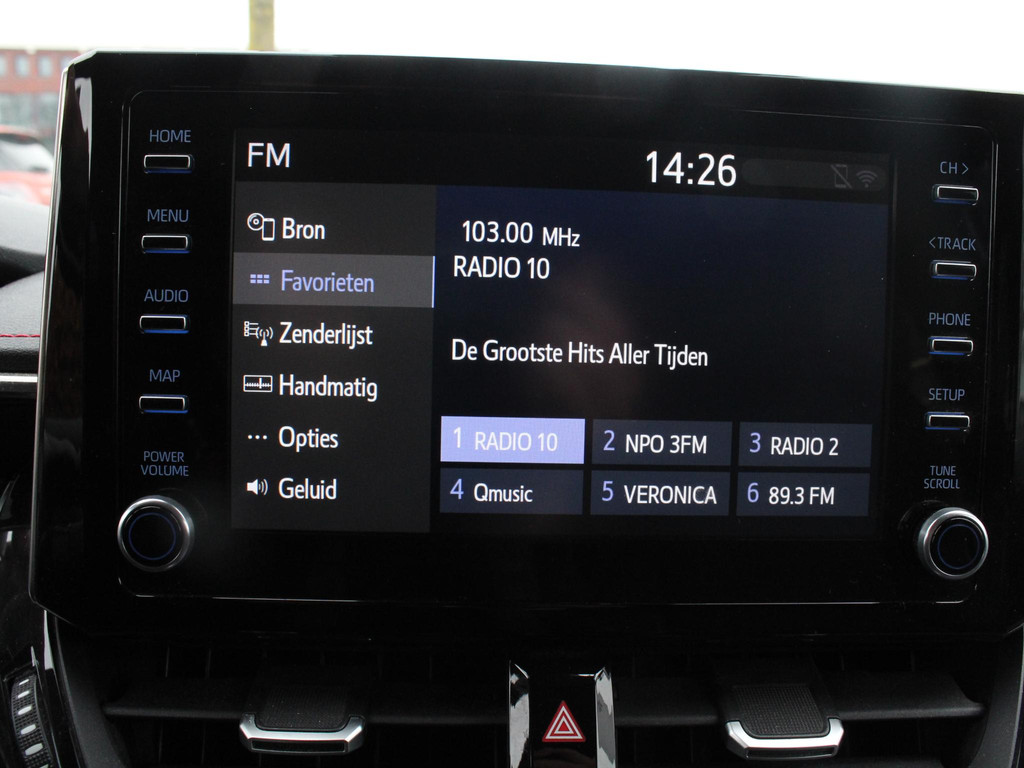 HOME
MENU
AUDIO
MAP
POWER
VOLUME
FM
14:26
Bron
Favorieten
Zenderlijst
Handmatig
Opties
Geluid
103.00 MHz
RADIO 10
De Grootste Hits Aller Tijden
1 RADIO 10
2 NPO 3FM
3 RADIO 2
4 Qmusic
5 VERONICA
6 89.3 FM
CH >
<TRACK
PHONE
SETUP
TUNE
SCROLL